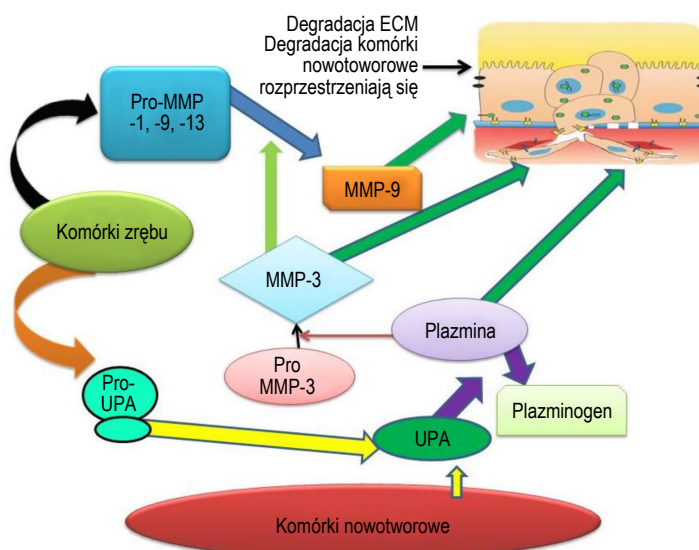 Degradacja ECM
Degradacja komórki
nowotoworowe
rozprzestrzeniają się
Pro-MMP
-1, -9, -13
MMP-9
Komórki zrębu
MMP-3
Plazmina
Pro
MMP-3
Pro-
UPA
Plazminogen
UPA
Komórki nowotworowe